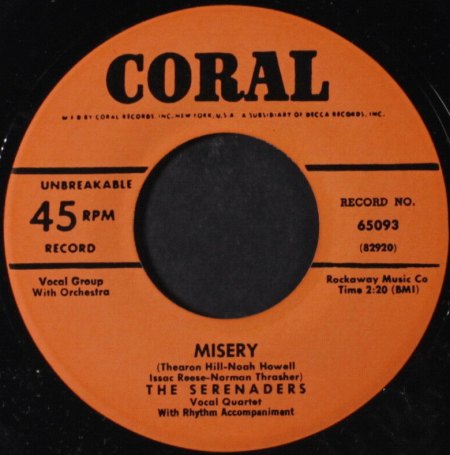 CORAL
MFD BY CORAL RECORDS, INC. NEW YORK, U.S.A. A SUBSIDIARY OF DECCA RECORDS, INC.
UNBREAKABLE
45 RPM
RECORD
RECORD NO.
65093
(82920)
Vocal Group
With Orchestra
Rockaway Music Co
Time 2:20 (BMI)
MISERY
(Thearon Hill-Noah Howell
Issac Reese-Norman Thrasher)
THE SERENADERS
Vocal Quartet
With Rhythm Accompaniment